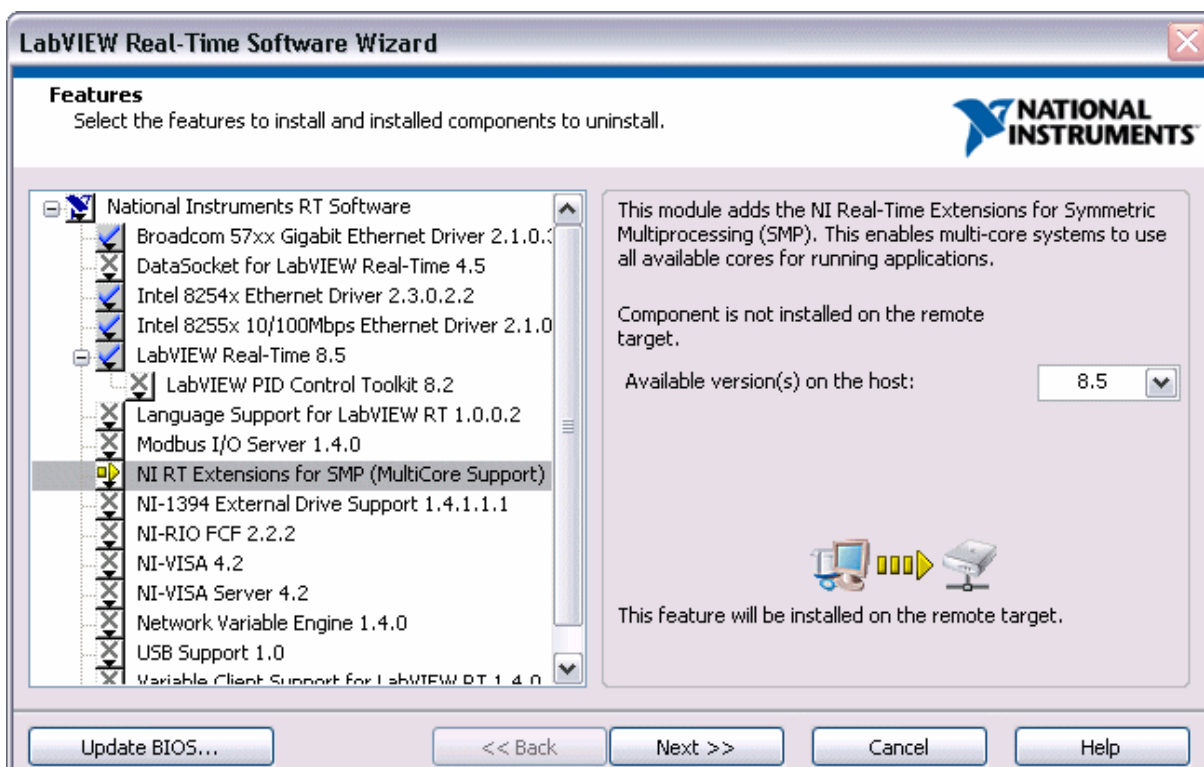 LabVIEW Real-Time Software Wizard
Features
Select the features to install and installed components to uninstall.
NATIONAL
INSTRUMENTS
National Instruments RT Software
Broadcom 57xx Gigabit Ethernet Driver 2.1.0.
DataSocket for LabVIEW Real-Time 4.5
Intel 8254x Ethernet Driver 2.3.0.2.2
Intel 8255x 10/100Mbps Ethernet Driver 2.1.0
LabVIEW Real-Time 8.5
LabVIEW PID Control Toolkit 8.2
Language Support for LabVIEW RT 1.0.0.2
Modbus I/O Server 1.4.0
NI RT Extensions for SMP (MultiCore Support)
NI-1394 External Drive Support 1.4.1.1.1
NI-RIO FCF 2.2.2
NI-VISA 4.2
NI-VISA Server 4.2
Network Variable Engine 1.4.0
USB Support 1.0
Variable Client Support for LabVIEW RT 1.4.0
This module adds the NI Real-Time Extensions for Symmetric
Multiprocessing (SMP). This enables multi-core systems to use
all available cores for running applications.
Component is not installed on the remote
target.
Available version(s) on the host:
8.5
This feature will be installed on the remote target.
Update BIOS...
<< Back
Next >>
Cancel
Help